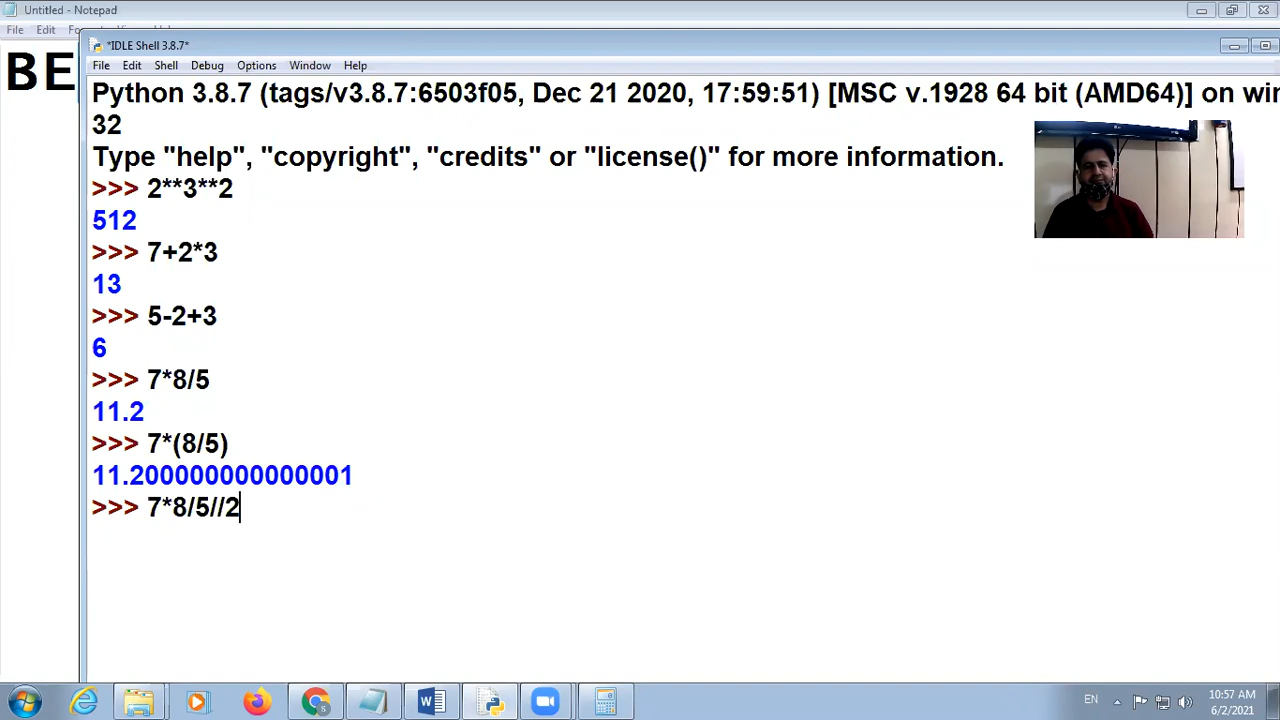 Untitled - Notepad
File Edit
BE
*IDLE Shell 3.8.7*
File Edit Shell Debug Options Window Help
Python 3.8.7 (tags/v3.8.7:6503f05, Dec 21 2020, 17:59:51) [MSC v.1928 64 bit (AMD64)] on win
32
Type "help", "copyright", "credits" or "license()" for more information.
>>> 2**3**2
512
>>> 7+2*3
13
>>> 5-2+3
6
>>> 7*8/5
11.2
>>> 7*(8/5)
11.200000000000001
>>> 7*8/5//2
EN
10:57 AM
6/2/2021